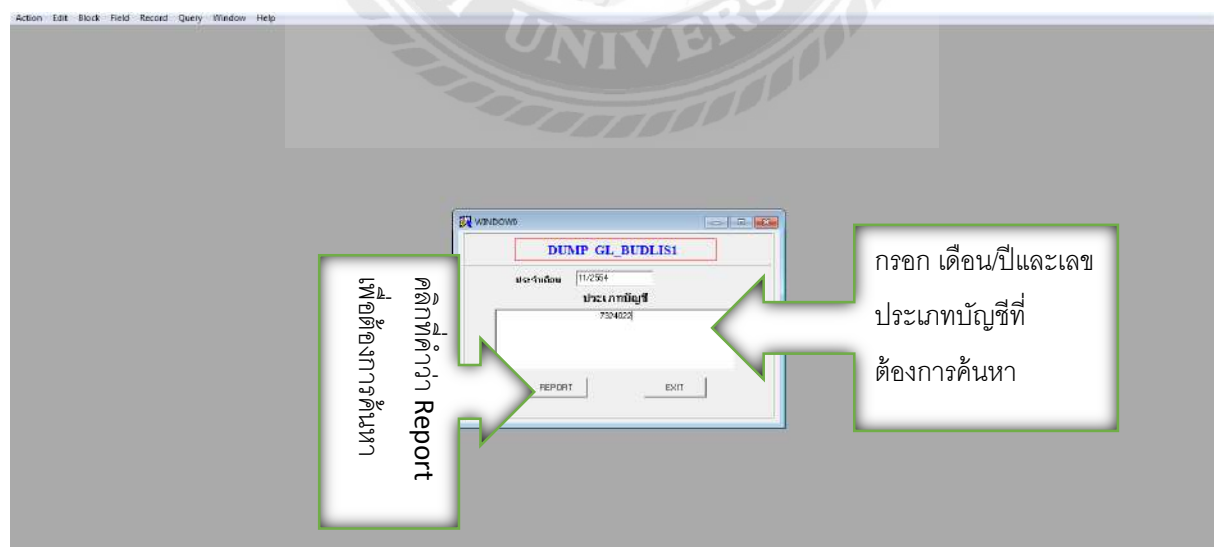 Action Edit Block Field Record Query Window Help
UNIVERS
WINDOW0
DUMP GL_BUDLIS1
ประจำเดือน 11/2564
ประเภทบัญชี
7324022
REPORT EXIT
คลิกที่คำว่า Report
เพื่อต้องการค้นหา
กรอก เดือน/ปีและเลข
ประเภทบัญชีที่
ต้องการค้นหา